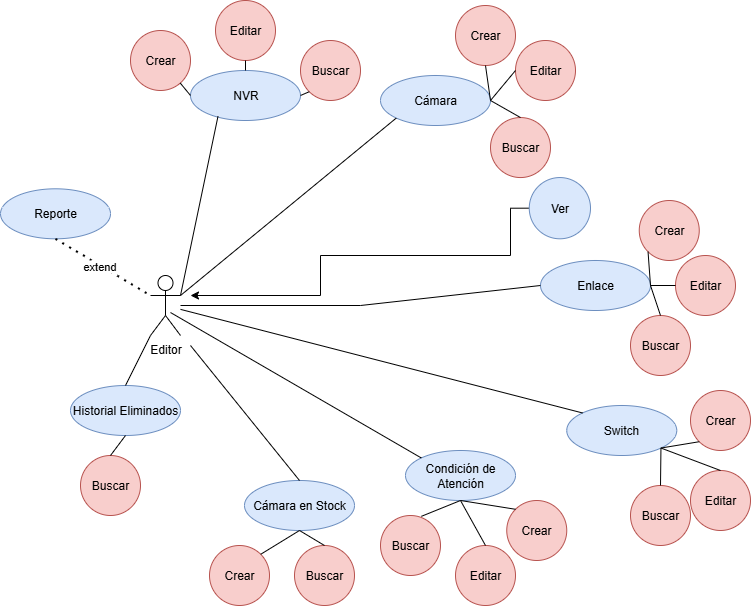 Editar
Crear
Buscar
NVR
Crear
Editar
Cámara
Buscar
Reporte
Ver
extend
Crear
Enlace
Editar
Buscar
Editor
Historial Eliminados
Buscar
Crear
Switch
Editar
Buscar
Condición de
Atención
Cámara en Stock
Crear
Buscar
Buscar
Editar
Crear